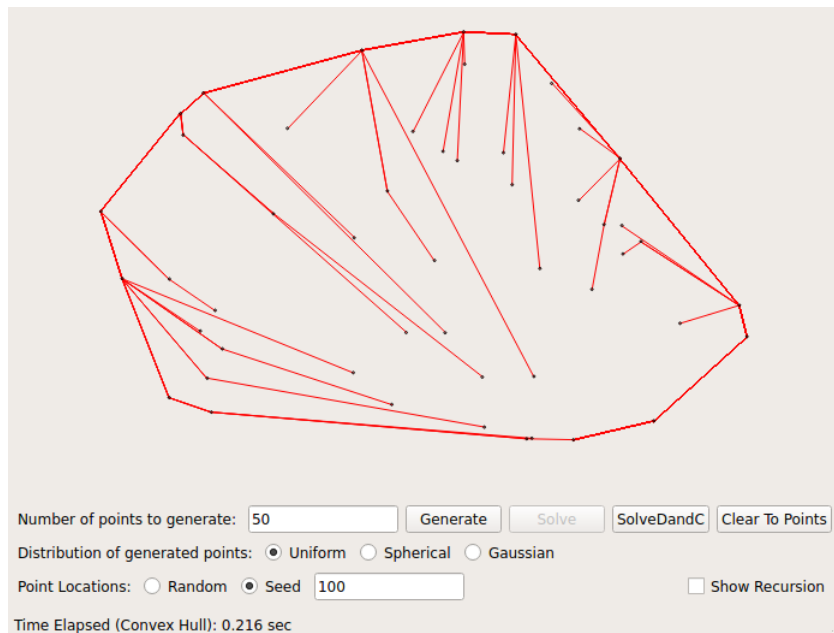 Number of points to generate: 50 Generate Solve SolveDandC Clear To Points
Distribution of generated points: Uniform Spherical Gaussian
Point Locations: Random Seed 100 Show Recursion
Time Elapsed (Convex Hull): 0.216 sec